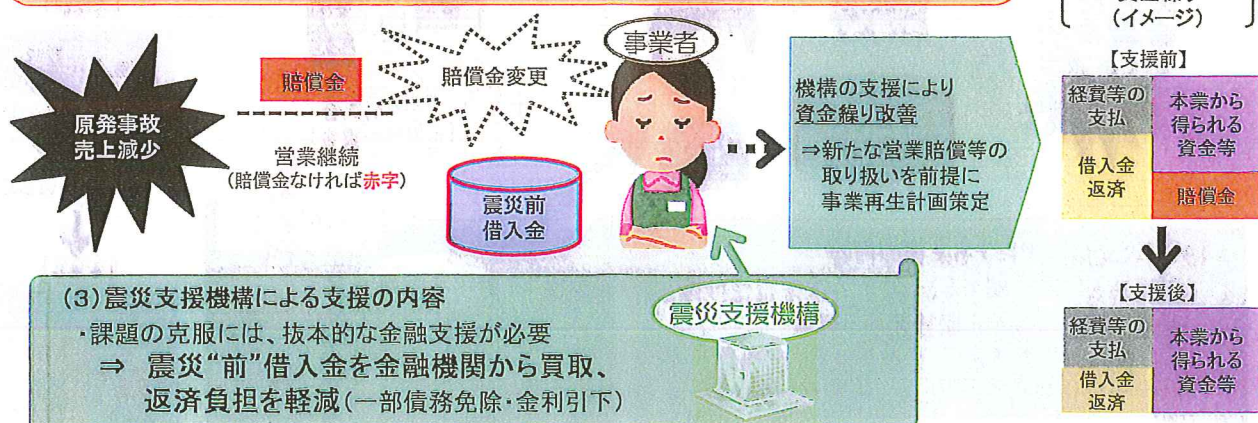 (イメージ)
原発事故
売上減少
賠償金
営業継続
(賠償金なければ赤字)
賠償金変更
事業者
震災前
借入金
機構の支援により
資金繰り改善
⇒新たな営業賠償等の
取り扱いを前提に
事業再生計画策定
【支援前】
経費等の
支払
本業から
得られる
資金等
借入金
返済
賠償金
(3)震災支援機構による支援の内容
・課題の克服には、抜本的な金融支援が必要
⇒ 震災“前”借入金を金融機関から買取、
返済負担を軽減(一部債務免除・金利引下)
震災支援機構
【支援後】
経費等の
支払
本業から
得られる
資金等
借入金
返済